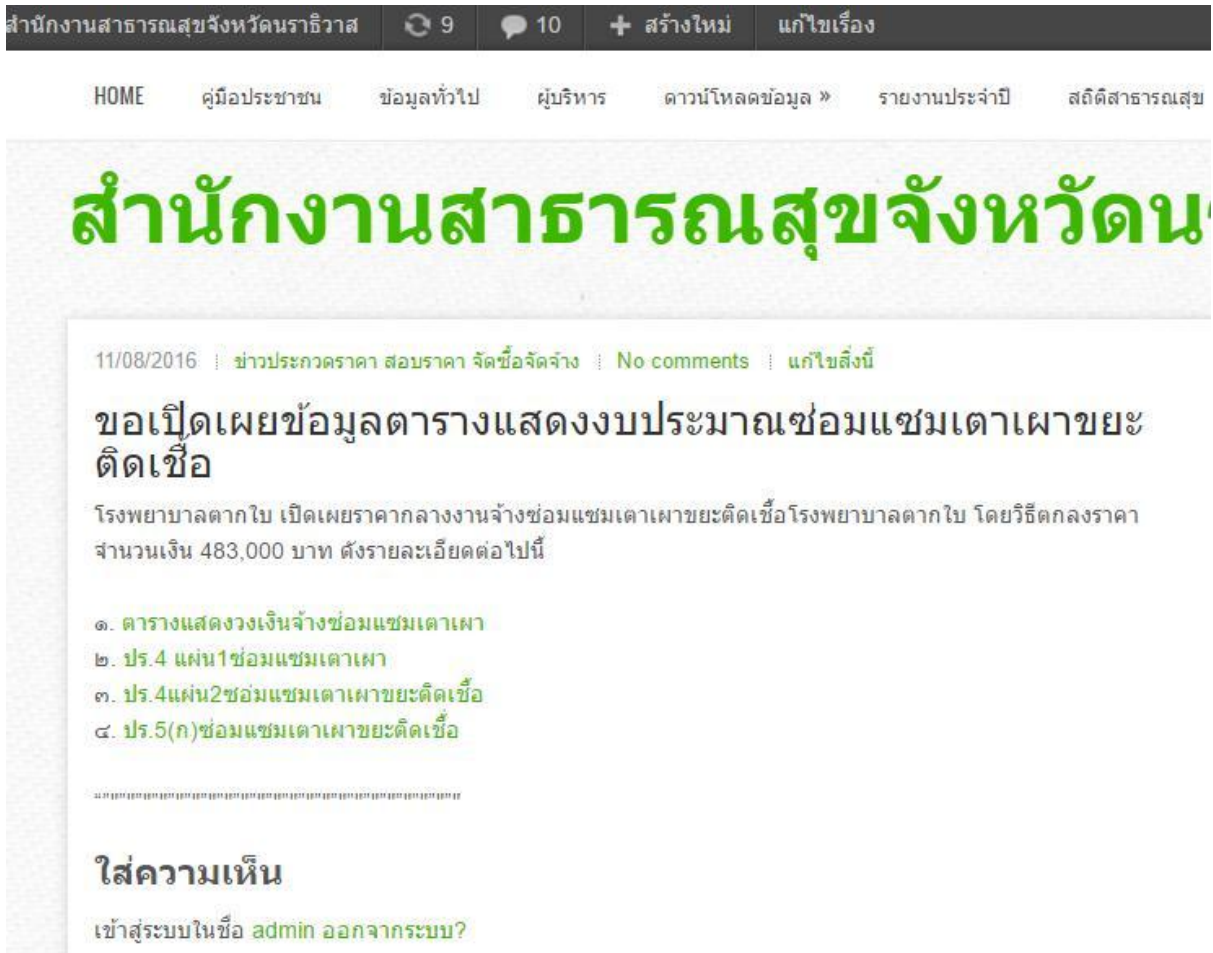 สำนักงานสาธารณสุขจังหวัดนราธิวาส 9 10 + สร้างใหม่ แก้ไขเรื่อง
HOME คู่มือประชาชน ข้อมูลทั่วไป ผู้บริหาร ดาวน์โหลดข้อมูล » รายงานประจำปี สถิติสาธารณสุข
สำนักงานสาธารณสุขจังหวัดน
11/08/2016 ข่าวประกวดราคา สอบราคา จัดซื้อจัดจ้าง No comments แก้ไขสิ่งนี้
ขอเปิดเผยข้อมูลตารางแสดงงบประมาณซ่อมแซมเตาเผาขยะ
ติดเชื้อ
โรงพยาบาลตากใบ เปิดเผยราคากลางงานจ้างซ่อมแซมเตาเผาขยะติดเชื้อโรงพยาบาลตากใบ โดยวิธีตกลงราคา
จำนวนเงิน 483,000 บาท ดังรายละเอียดต่อไปนี้
๑. ตารางแสดงวงเงินจ้างซ่อมแซมเตาเผา
๒. ปร.4 แผ่น1ซ่อมแซมเตาเผา
๓. ปร.4แผ่น2ซอ่มแซมเตาเผาขยะติดเชื้อ
๔. ปร.5(ก)ซ่อมแซมเตาเผาขยะติดเชื้อ
ใส่ความเห็น
เข้าสู่ระบบในชื่อ admin ออกจากระบบ?